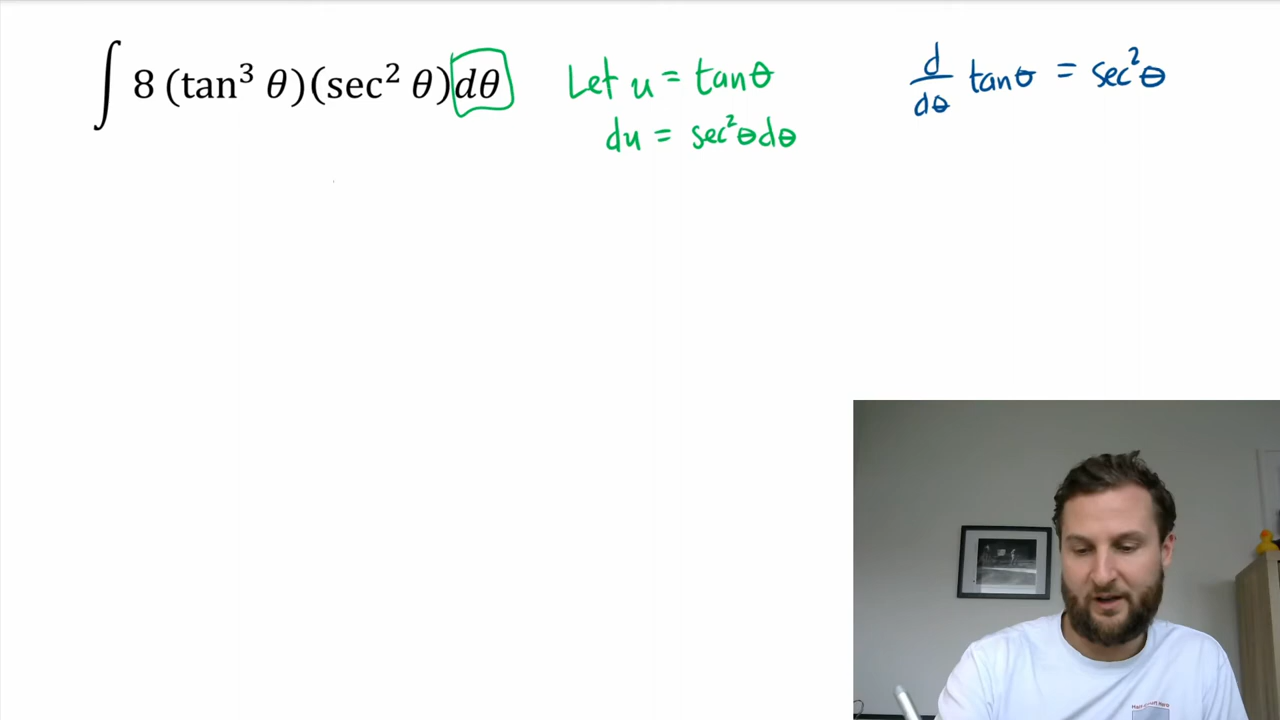 ∫ 8 (tan³ θ)(sec² θ)dθ
Let u = tanθ
du = sec²θdθ
d/dθ tanθ = sec²θ